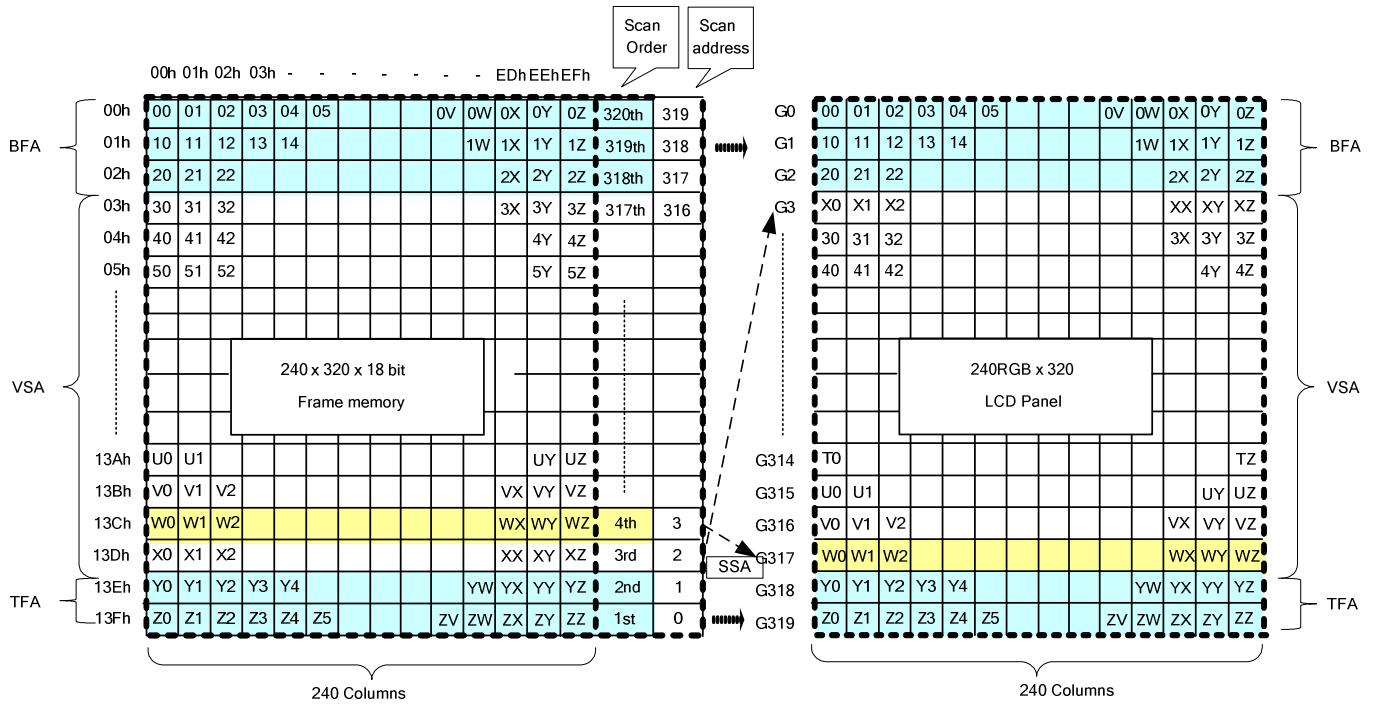 Scan Order
Scan address
00h 01h 02h 03h - - - - - - - EDh EEh EFh
BFA
00h 00 01 02 03 04 05 0V 0W 0X 0Y 0Z 320th 319
01h 10 11 12 13 14 1W 1X 1Y 1Z 319th 318
02h 20 21 22 2X 2Y 2Z 318th 317
03h 30 31 32 3X 3Y 3Z 317th 316
04h 40 41 42 4Y 4Z
05h 50 51 52 5Y 5Z
VSA
240 x 320 x 18 bit
Frame memory
13Ah U0 U1 UY UZ
13Bh V0 V1 V2 VX VY VZ
13Ch W0 W1 W2 WX WY WZ 4th 3
13Dh X0 X1 X2 XX XY XZ 3rd 2
SSA
TFA
13Eh Y0 Y1 Y2 Y3 Y4 YW YX YY YZ 2nd 1
13Fh Z0 Z1 Z2 Z3 Z4 Z5 ZV ZW ZX ZY ZZ 1st 0
240 Columns
G0 00 01 02 03 04 05 0V 0W 0X 0Y 0Z
G1 10 11 12 13 14 1W 1X 1Y 1Z
BFA
G2 20 21 22 2X 2Y 2Z
G3 X0 X1 X2 XX XY XZ
30 31 32 3X 3Y 3Z
40 41 42 4Y 4Z
240RGB x 320
LCD Panel
VSA
G314 T0 TZ
G315 U0 U1 UY UZ
G316 V0 V1 V2 VX VY VZ
G317 W0 W1 W2 WX WY WZ
G318 Y0 Y1 Y2 Y3 Y4 YW YX YY YZ
TFA
G319 Z0 Z1 Z2 Z3 Z4 Z5 ZV ZW ZX ZY ZZ
240 Columns